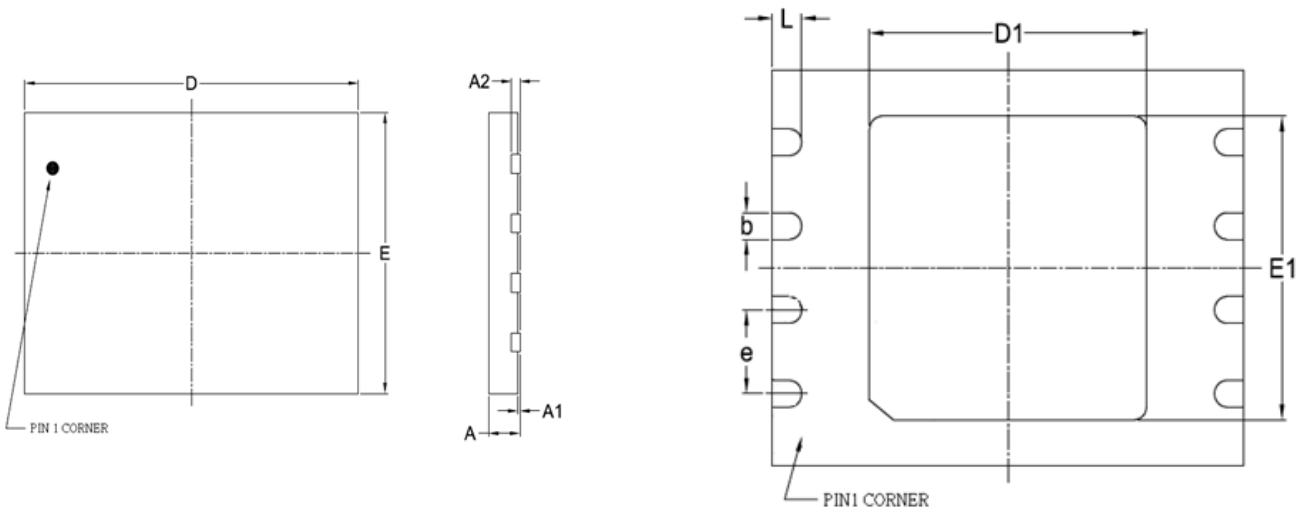 D
A2
E
A1
A
PIN 1 CORNER
L
D1
b
E1
e
PIN1 CORNER